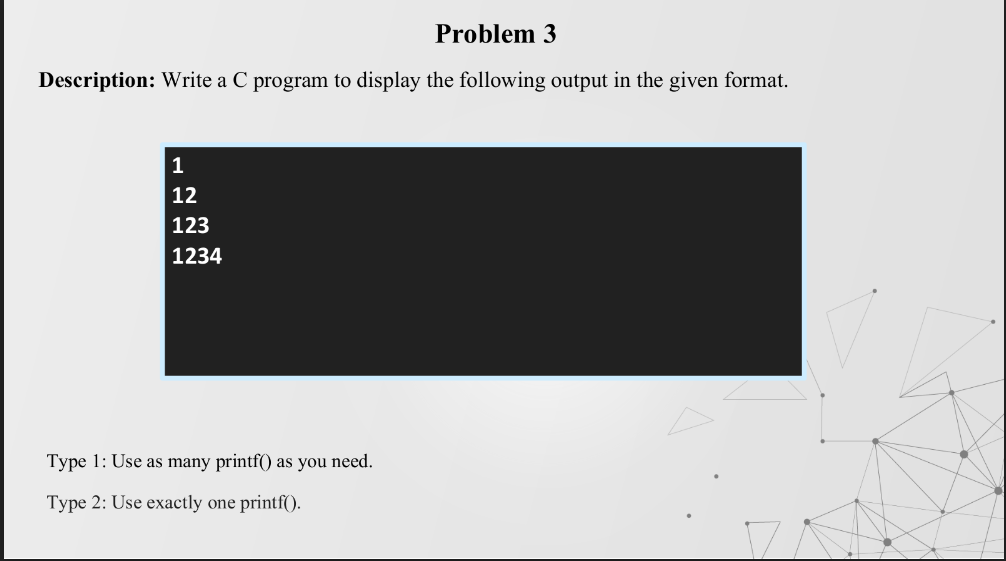 Problem 3
Description: Write a C program to display the following output in the given format.
1
12
123
1234
Type 1: Use as many printf() as you need.
Type 2: Use exactly one printf().